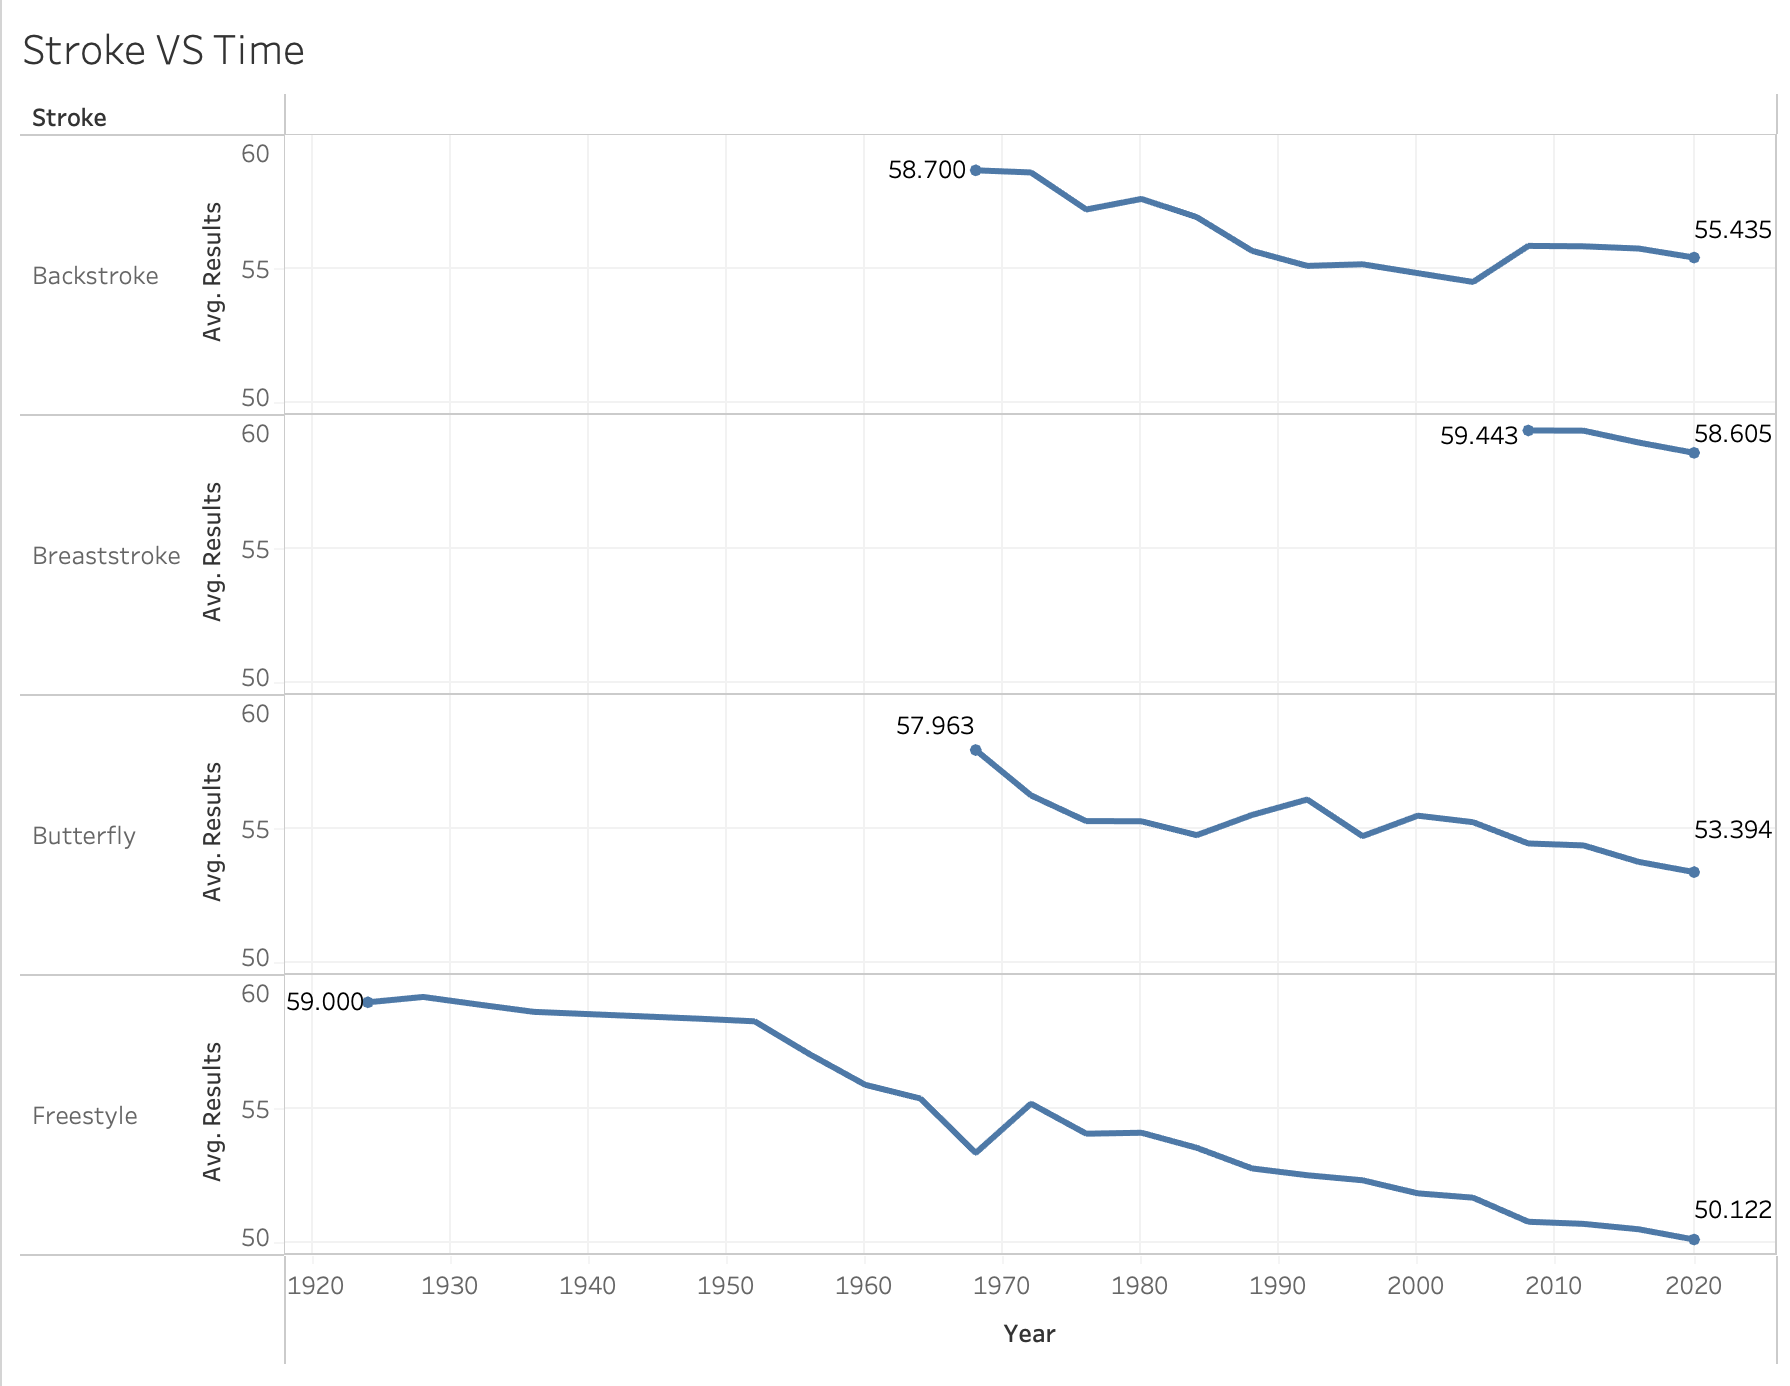 Stroke VS Time
Stroke
Backstroke
Avg. Results
60
55
50
58.700
55.435
Breaststroke
Avg. Results
60
55
50
59.443
58.605
Butterfly
Avg. Results
60
55
50
57.963
53.394
Freestyle
Avg. Results
60
55
50
59.000
50.122
1920 1930 1940 1950 1960 1970 1980 1990 2000 2010 2020
Year